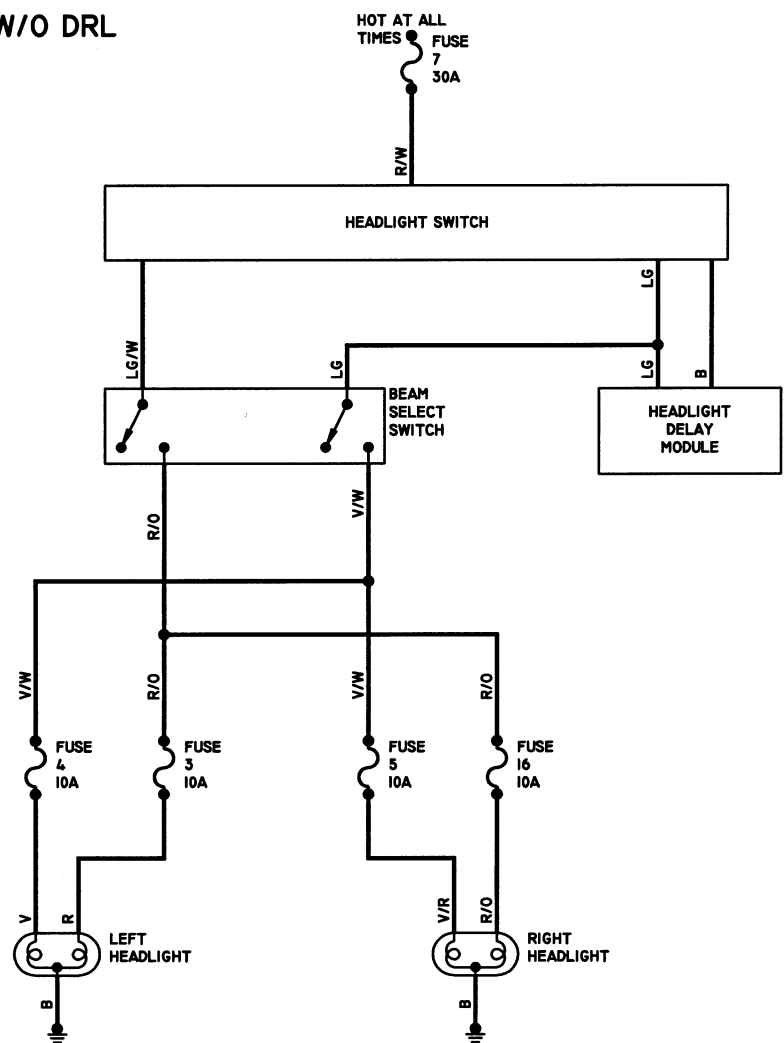 W/O DRL
HOT AT ALL
TIMES
FUSE
7
30A
R/W
HEADLIGHT SWITCH
LG
LG/W
LG
LG
B
BEAM
SELECT
SWITCH
HEADLIGHT
DELAY
MODULE
R/O
V/W
V/W
R/O
V/W
R/O
FUSE
4
10A
FUSE
3
10A
FUSE
5
10A
FUSE
16
10A
V
R
V/R
R/O
LEFT
HEADLIGHT
RIGHT
HEADLIGHT
B
B